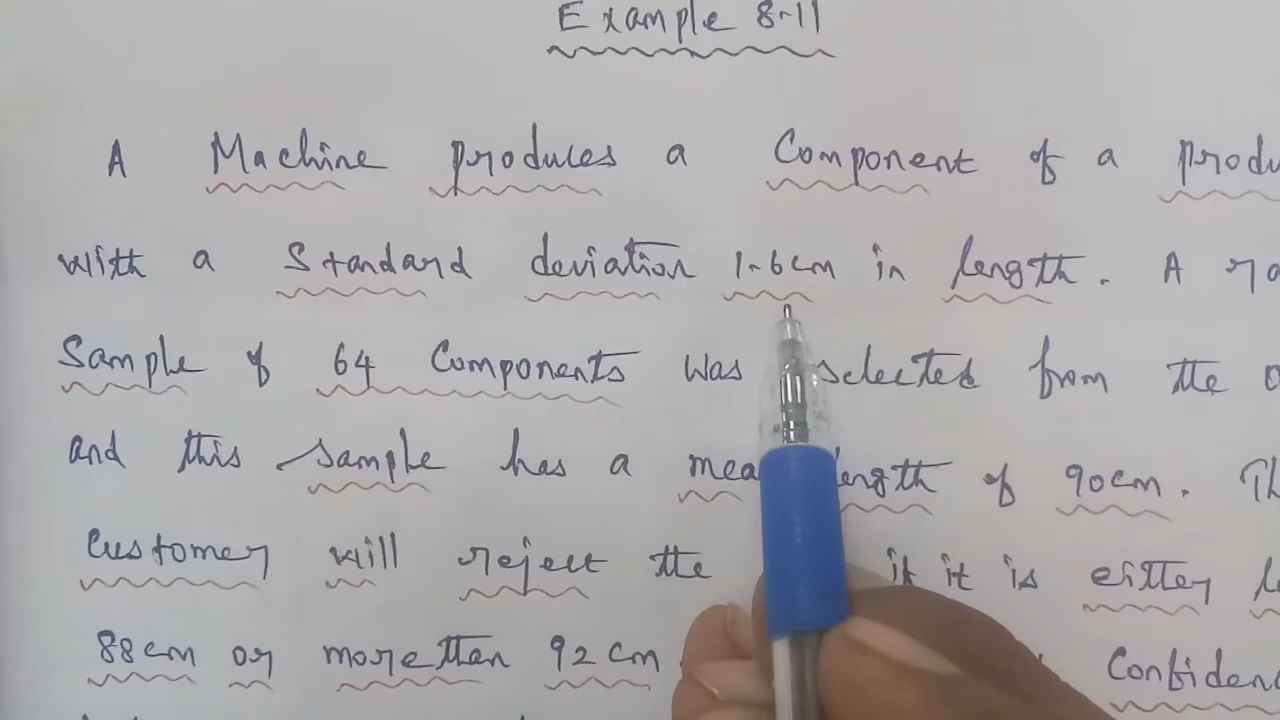 Example 8.11
A Machine produces a Component of a produ
with a Standard deviation 1.6cm in length. A ra
Sample of 64 Components was selected from the o
and this sample has a mea length of 90cm. Th
Customer will reject the if it is either le
88cm or more than 92cm Confidenc